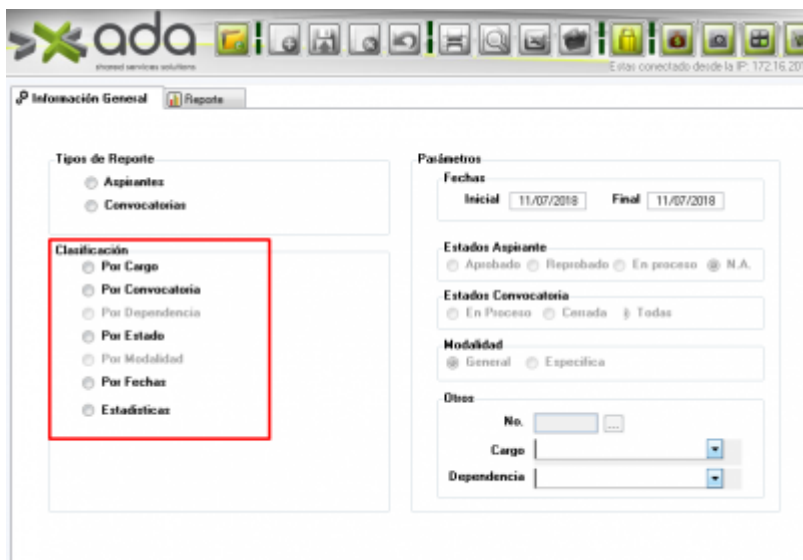 ada
shared services solutions
Estas conectado desde la IP: 172.16.201
Información General
Reporte
Tipos de Reporte
Aspirantes
Convocatorias
Clasificación
Por Cargo
Por Convocatoria
Por Dependencia
Por Estado
Por Modalidad
Por Fechas
Estadísticas
Parámetros
Fechas
Inicial 11/07/2018 Final 11/07/2018
Estados Aspirante
Aprobado Reprobado En proceso N.A.
Estados Convocatoria
En Proceso Cerrada Todas
Modalidad
General Especifica
Otros
No. ...
Cargo
Dependencia